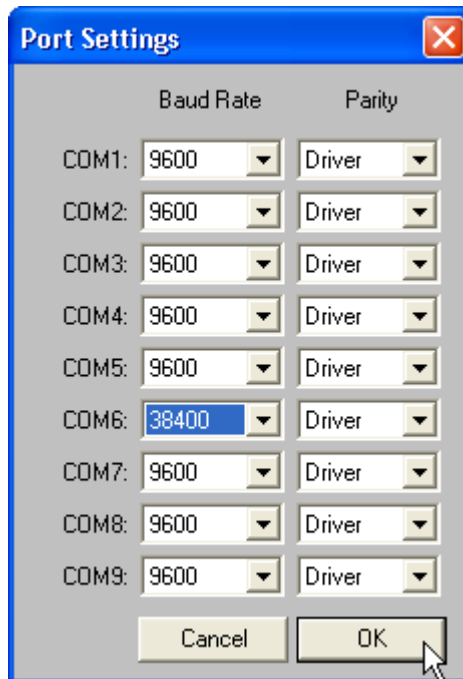 Port Settings
Baud Rate Parity
COM1: 9600 Driver
COM2: 9600 Driver
COM3: 9600 Driver
COM4: 9600 Driver
COM5: 9600 Driver
COM6: 38400 Driver
COM7: 9600 Driver
COM8: 9600 Driver
COM9: 9600 Driver
Cancel OK